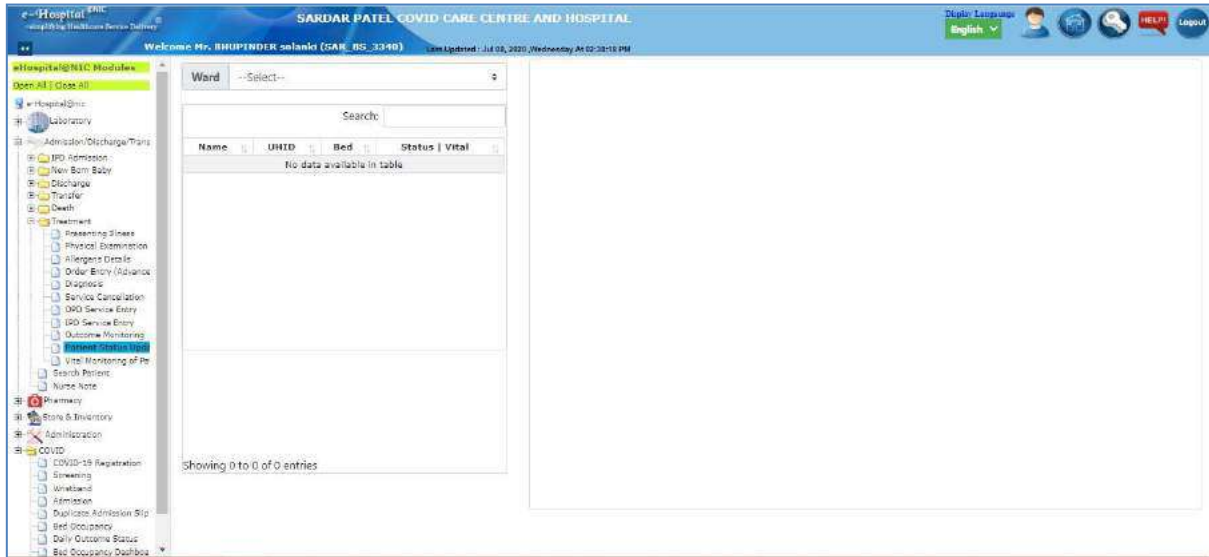 e-Hospital @NIC
SARDAR PATEL COVID CARE CENTRE AND HOSPITAL
Display Language
English
HELP!
Logout
Welcome Mr. BHUPINDER solanki (SAR_BS_3340)
Last Updated : Jul 08, 2020 ,Wednesday At 02:38:18 PM
eHospital@NIC Modules
Open All | Close All
e-Hospital@nic
Laboratory
Admission/Discharge/Trans
IPD Admission
New Born Baby
Discharge
Transfer
Death
Treatment
Presenting Illness
Physical Examination
Allergens Details
Order Entry (Advance
Diagnosis
Service Cancellation
OPD Service Entry
IPD Service Entry
Outcome Monitoring
Patient Status Upda
Vital Monitoring of Pa
Search Patient
Nurse Note
Pharmacy
Store & Inventory
Administration
COVID
COVID-19 Registration
Screening
Wristband
Admission
Duplicate Admission Slip
Bed Occupancy
Daily Outcome Status
Bed Occupancy Dashboa
Ward
--Select--
Search:
Name UHID Bed Status | Vital
No data available in table
Showing 0 to 0 of 0 entries